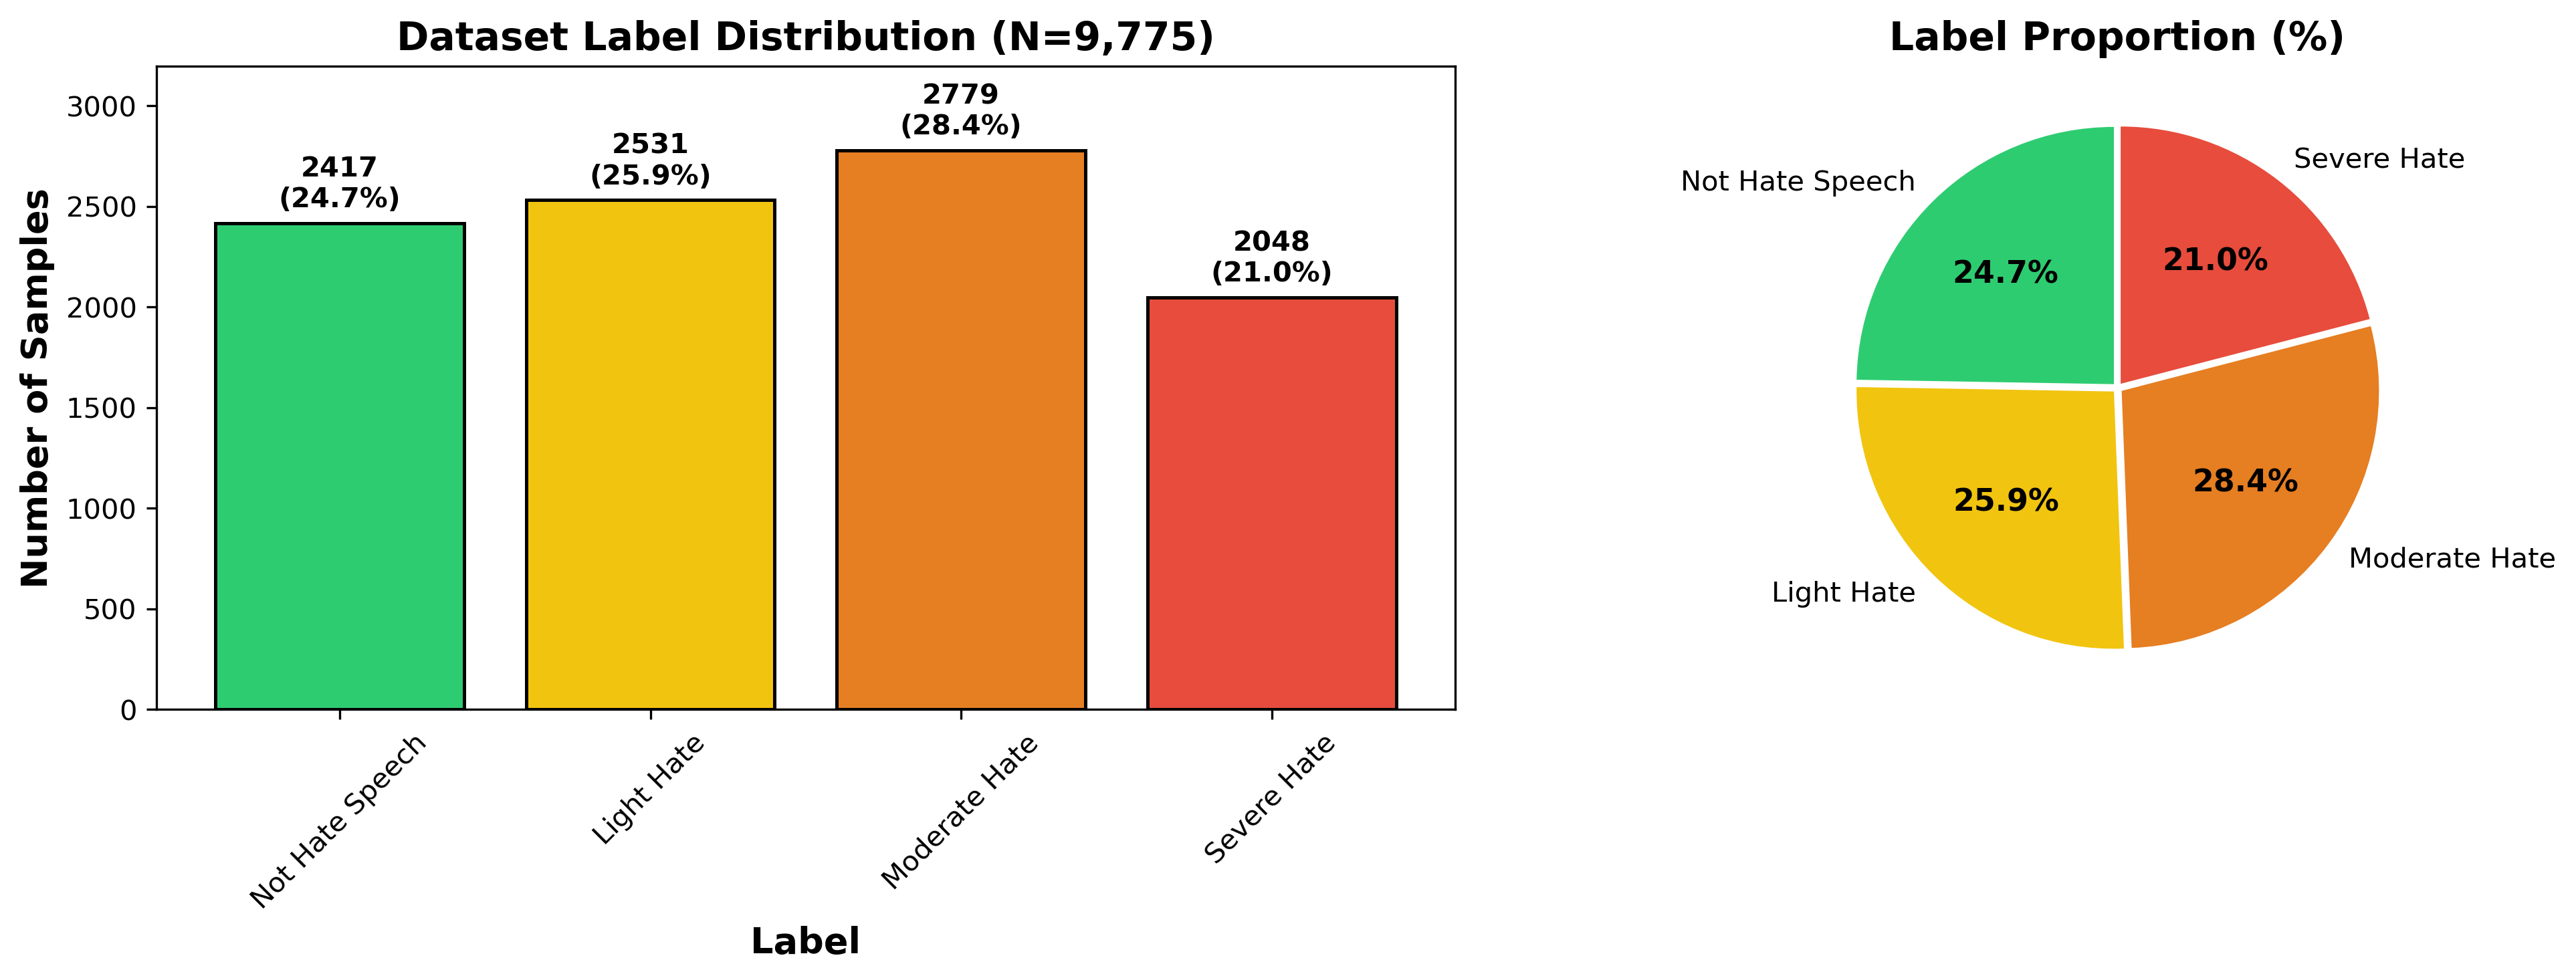 Dataset Label Distribution (N=9,775)
Number of Samples
3000
2500
2000
1500
1000
500
0
2417
(24.7%)
2531
(25.9%)
2779
(28.4%)
2048
(21.0%)
Not Hate Speech
Light Hate
Moderate Hate
Severe Hate
Label
Label Proportion (%)
Not Hate Speech
24.7%
Light Hate
25.9%
Moderate Hate
28.4%
Severe Hate
21.0%